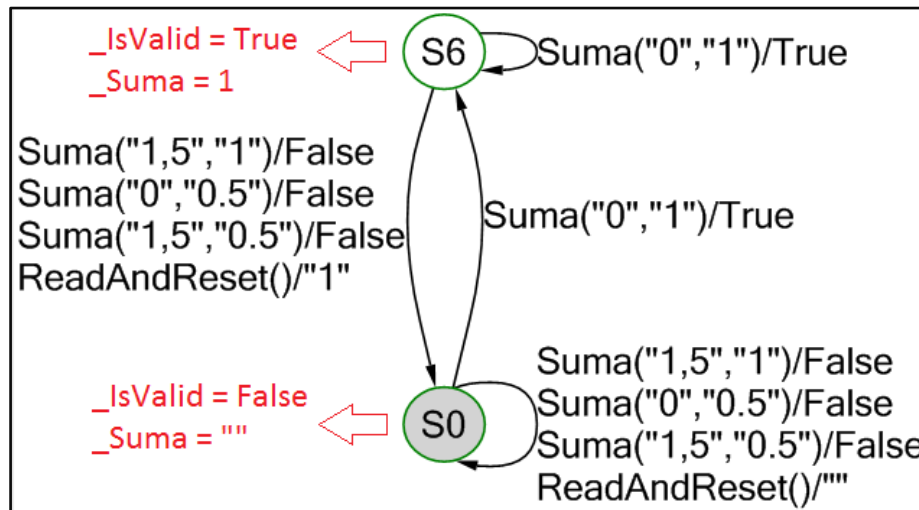 _IsValid = True
_Suma = 1
S6
Suma("0","1")/True
Suma("1,5","1")/False
Suma("0","0.5")/False
Suma("1,5","0.5")/False
ReadAndReset()/"1"
Suma("0","1")/True
_IsValid = False
_Suma = ""
S0
Suma("1,5","1")/False
Suma("0","0.5")/False
Suma("1,5","0.5")/False
ReadAndReset()/""